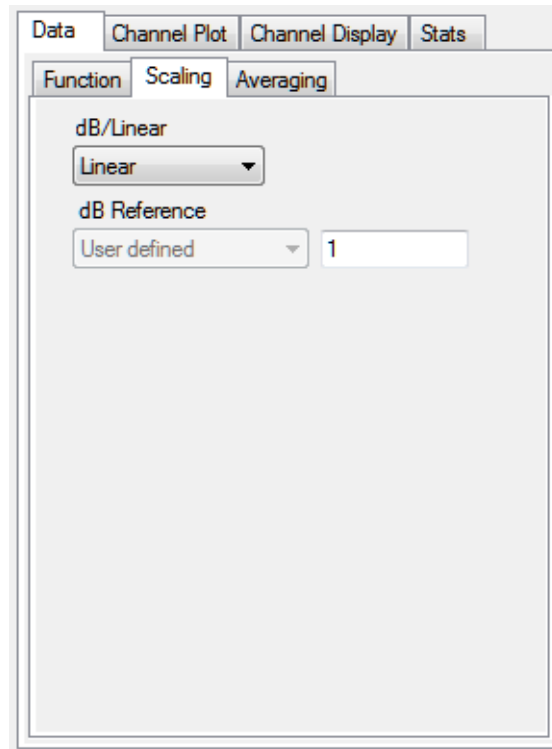 Data Channel Plot Channel Display Stats
Function Scaling Averaging
dB/Linear
Linear
dB Reference
User defined 1